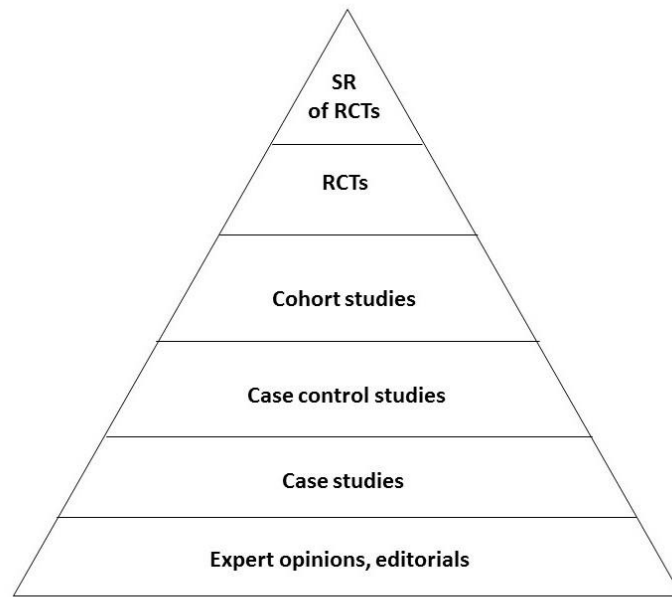 SR
of RCTs
RCTs
Cohort studies
Case control studies
Case studies
Expert opinions, editorials